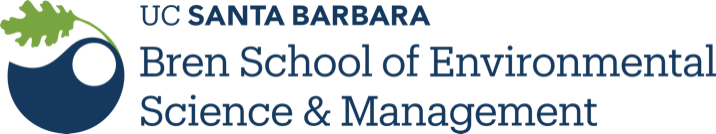 UC SANTA BARBARA
Bren School of Environmental
Science & Management